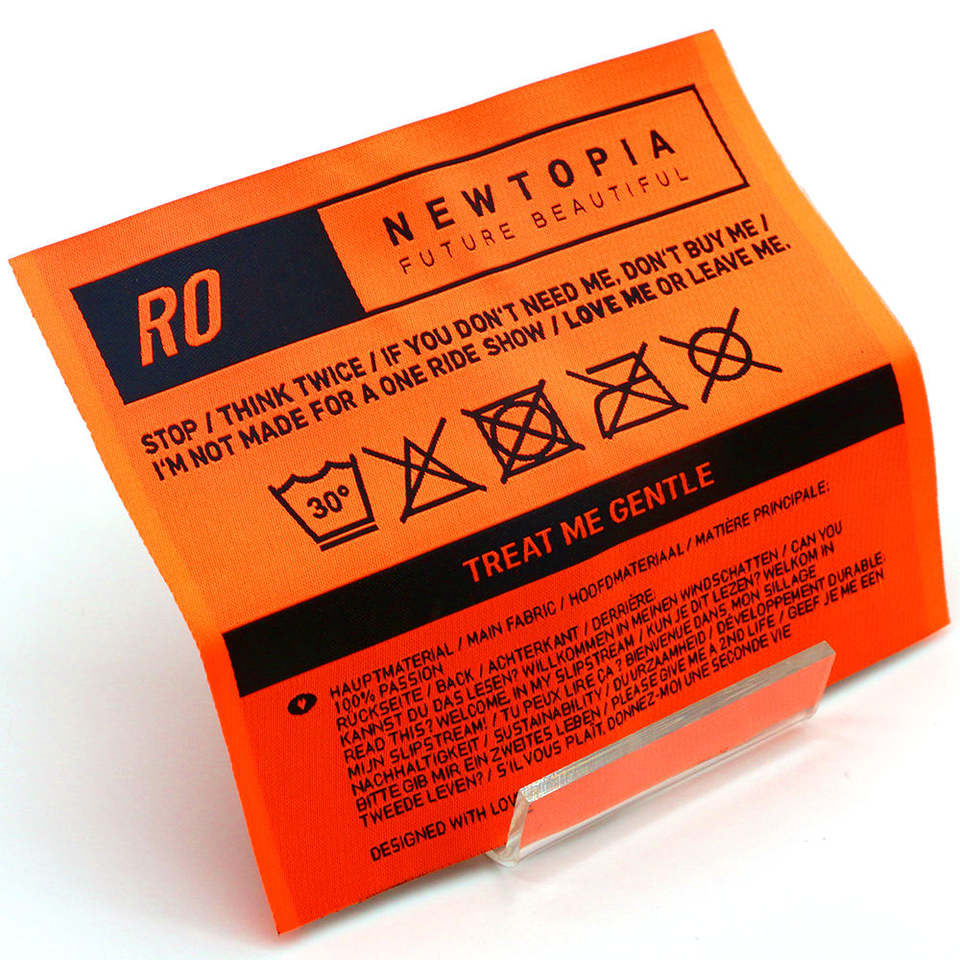 RO
NEWTOPIA
FUTURE BEAUTIFUL
STOP / THINK TWICE / IF YOU DON'T NEED ME, DON'T BUY ME /
I'M NOT MADE FOR A ONE RIDE SHOW / LOVE ME OR LEAVE ME.
30°
TREAT ME GENTLE
HAUPTMATERIAL / MAIN FABRIC / HOOFDMATERIAAL / MATIÈRE PRINCIPALE:
100% PASSION
RÜCKSEITE / BACK / ACHTERKANT / DERRIÈRE
KANNST DU DAS LESEN? WILLKOMMEN IN MEINEN WINDSCHATTEN / CAN YOU
READ THIS? WELCOME IN MY SLIPSTREAM / KUN JE DIT LEZEN? WELKOM IN
MIJN SLIPSTREAM! / TU PEUX LIRE ÇA ? BIENVENUE DANS MON SILLAGE
NACHHALTIGKEIT / SUSTAINABILITY / DUURZAAMHEID / DÉVELOPPEMENT DURABLE:
BITTE GIB MIR EIN ZWEITES LEBEN / PLEASE GIVE ME A 2ND LIFE / GEEF JE ME EEN
TWEEDE LEVEN? / S'IL VOUS PLAÎT, DONNEZ-MOI UNE SECONDE VIE
DESIGNED WITH